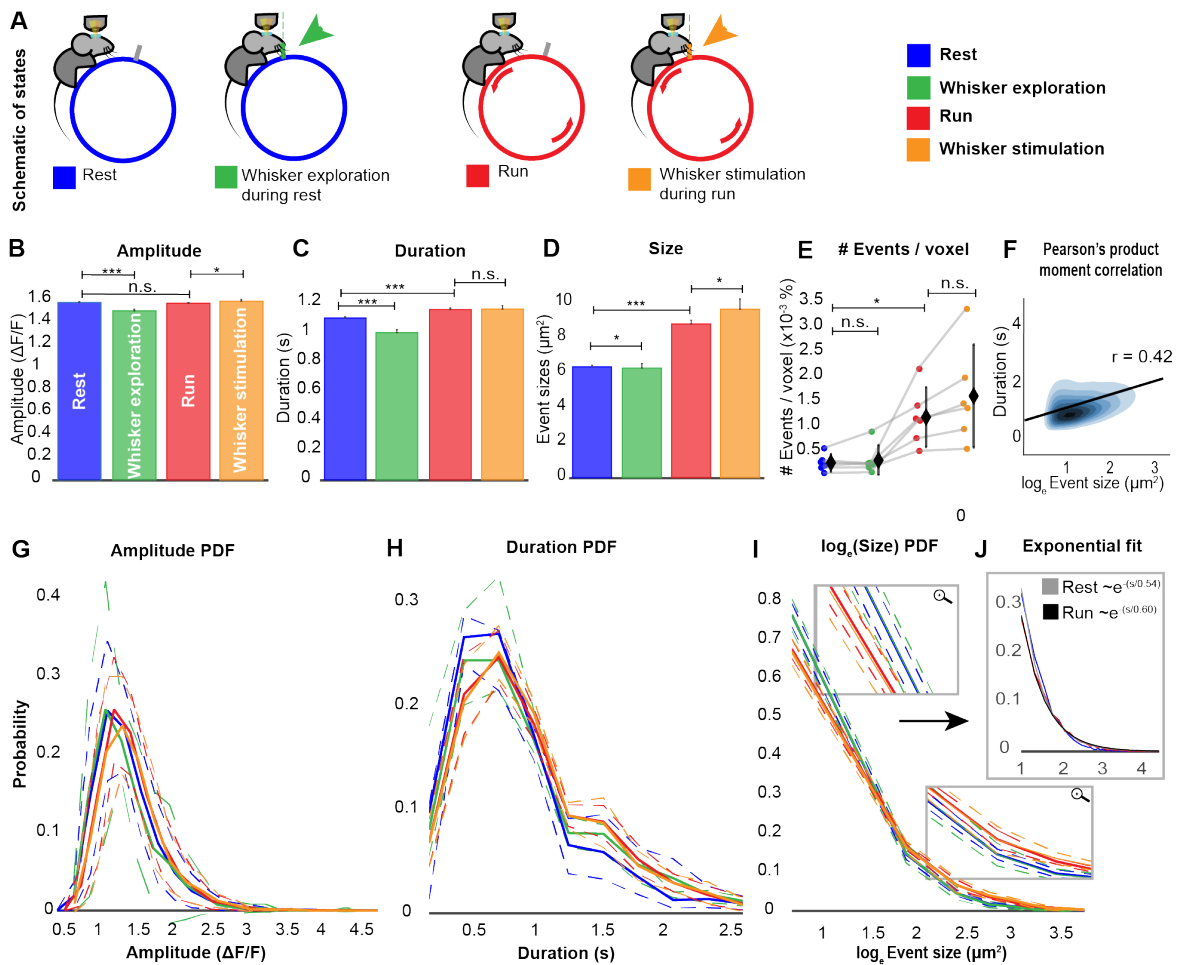 A
Schematic of states
Rest
Whisker exploration
during rest
Run
Whisker stimulation
during run
Rest
Whisker exploration
Run
Whisker stimulation
B
Amplitude
***
*
n.s.
Amplitude (ΔF/F)
1.6
1.4
1.2
1
0.8
0.6
0.4
0.2
0
Rest
Whisker exploration
Run
Whisker stimulation
C
Duration
n.s.
***
***
Duration (s)
1.2
1
0.8
0.6
0.4
0.2
0
D
Size
*
***
*
Event sizes (µm²)
10
8
6
4
2
0
E
# Events / voxel
n.s.
*
n.s.
# Events / voxel (x10⁻³ %)
3.5
3.0
2.0
2.5
2.0
1.0
1.5
0.5
0
F
Pearson's product
moment correlation
r = 0.42
Duration (s)
4
2
0
1 2 3
logₑ Event size (µm²)
G
Amplitude PDF
Probability
0.4
0.3
0.2
0.1
0
0.5 1 1.5 2 2.5 3 3.5 4 4.5
Amplitude (ΔF/F)
H
Duration PDF
0.3
0.2
0.1
0
0.5 1 1.5 2 2.5
Duration (s)
I
logₑ(Size) PDF
0.8
0.7
0.6
0.5
0.4
0.3
0.2
0.1
0
1 1.5 2 2.5 3 3.5
logₑ Event size (µm²)
J
Exponential fit
Rest ~e-(s/0.54)
Run ~e-(s/0.60)
0.3
0.2
0.1
0
1 2 3 4